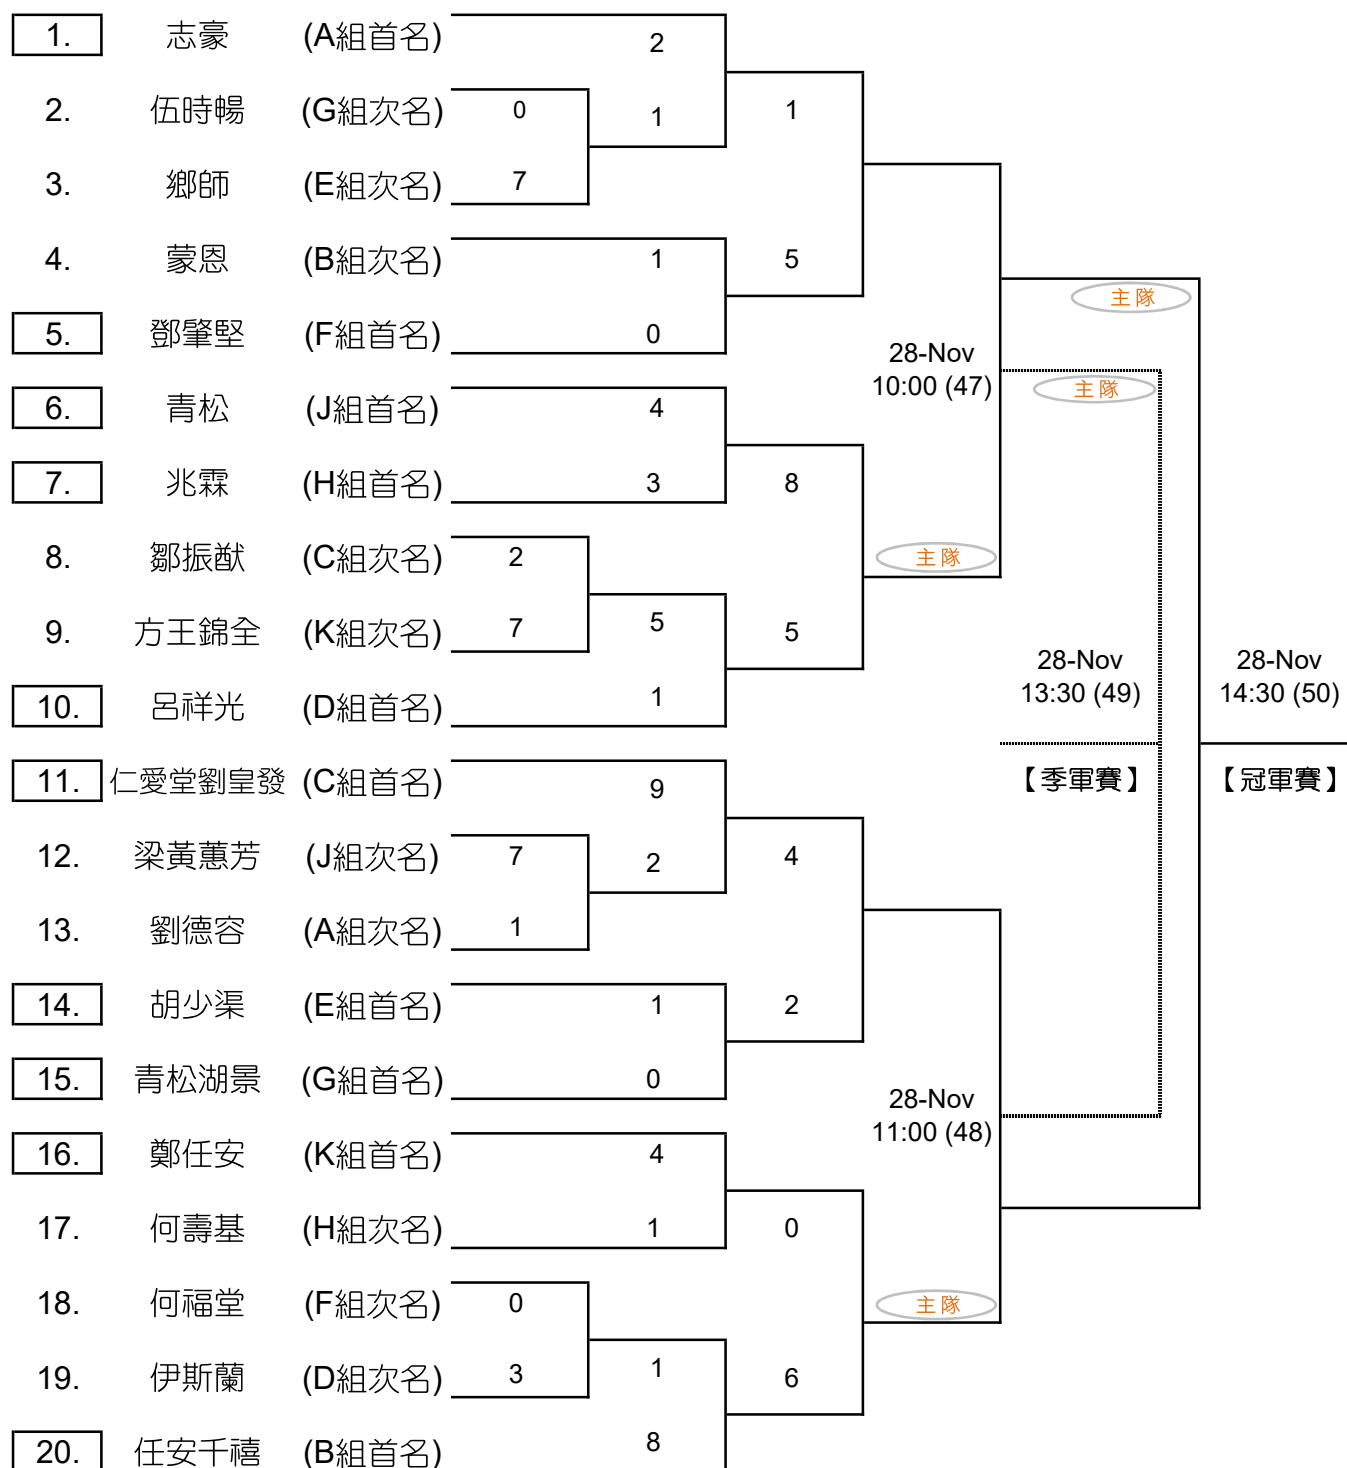 1. 志豪 (A組首名) 2
2. 伍時暢 (G組次名) 0 1 1
3. 鄉師 (E組次名) 7
4. 蒙恩 (B組次名) 1 5
主隊
5. 鄧肇堅 (F組首名) 0
28-Nov
10:00 (47)
主隊
6. 青松 (J組首名) 4
7. 兆霖 (H組首名) 3 8
8. 鄒振猷 (C組次名) 2
主隊
9. 方王錦全 (K組次名) 7 5 5
28-Nov
13:30 (49)
28-Nov
14:30 (50)
10. 呂祥光 (D組首名) 1
11. 仁愛堂劉皇發 (C組首名) 9
【季軍賽】
【冠軍賽】
12. 梁黃蕙芳 (J組次名) 7 2 4
13. 劉德容 (A組次名) 1
14. 胡少渠 (E組首名) 1 2
15. 青松湖景 (G組首名) 0
28-Nov
11:00 (48)
16. 鄭任安 (K組首名) 4
17. 何壽基 (H組次名) 1 0
18. 何福堂 (F組次名) 0
主隊
19. 伊斯蘭 (D組次名) 3 1 6
20. 任安千禧 (B組首名) 8